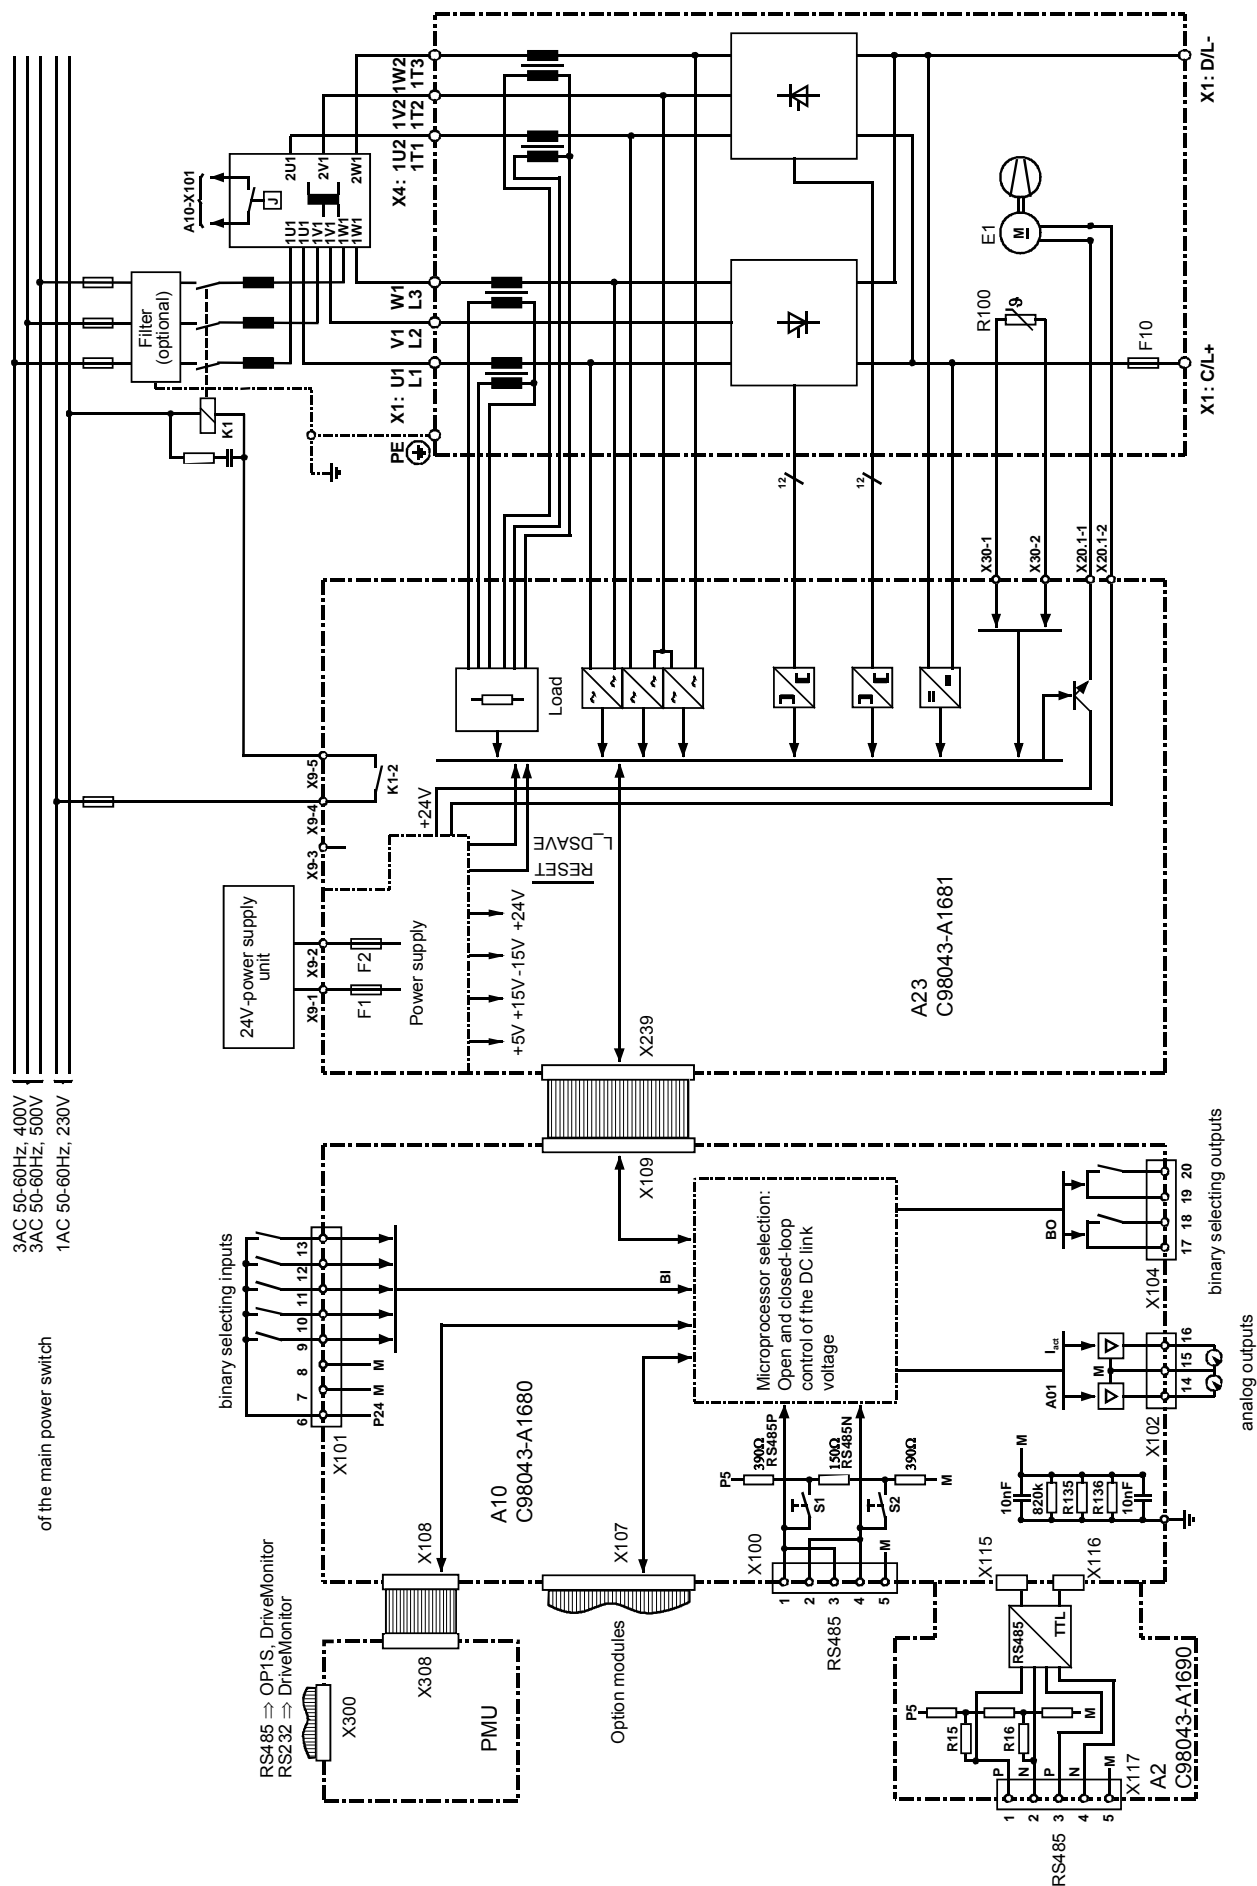 of the main power switch
3AC 50-60Hz, 400V
3AC 50-60Hz, 500V
1AC 50-60Hz, 230V
RS485 ⇒ OP1S, DriveMonitor
RS232 ⇒ DriveMonitor
X300
PMU
X308
X108
Option modules
X107
A10
C98043-A1680
binary selecting inputs
X101
6 7 8 9 10 11 12 13
P24 M M
BI
X109
Microprocessor selection:
Open and closed-loop
control of the DC link
voltage
RS485
1 2 3 4 5
X100
M
S1
S2
P5
390Ω
RS485P
150Ω
RS485N
390Ω
M
BO
17 18 19 20
X104
binary selecting outputs
A01
M
Iact
14 15 16
X102
analog outputs
M
10nF
820k
R135
R136
10nF
X115
X116
RS485
TTL
P5
R15
R16
M
P
N
P
N
M
1 2 3 4 5
X117
RS485
A2
C98043-A1690
24V-power supply
unit
X9-1
X9-2
X9-3
X9-4
X9-5
F1
F2
Power supply
+5V +15V -15V +24V
+24V
RESET
L_DSAVE
K1-2
X239
A23
C98043-A1681
Load
X30-1
X30-2
X20.1-1
X20.1-2
12
12
K1
Filter
(optional)
A10-X101
J
1U1
1U1
1V1
1V1
1W1
1W1
2U1
2V1
2W1
PE
X1: U1 V1 W1
L1 L2 L3
X4: 1U2 1V2 1W2
1T1 1T2 1T3
R100
ϑ
E1
M
F10
X1: C/L+
X1: D/L-